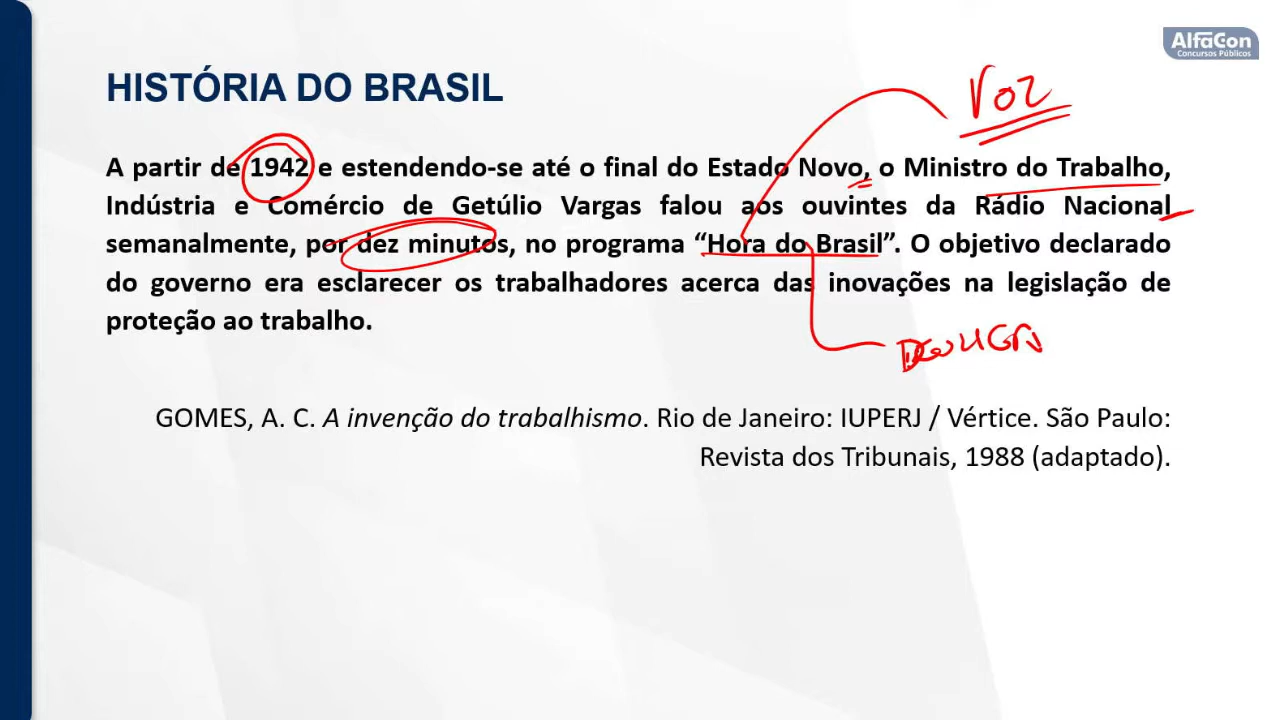 AlfaCon
Concursos Públicos
HISTÓRIA DO BRASIL
Voz
A partir de 1942 e estendendo-se até o final do Estado Novo, o Ministro do Trabalho,
Indústria e Comércio de Getúlio Vargas falou aos ouvintes da Rádio Nacional
semanalmente, por dez minutos, no programa “Hora do Brasil”. O objetivo declarado
do governo era esclarecer os trabalhadores acerca das inovações na legislação de
proteção ao trabalho.
GOMES, A. C. A invenção do trabalhismo. Rio de Janeiro: IUPERJ / Vértice. São Paulo:
Revista dos Tribunais, 1988 (adaptado).